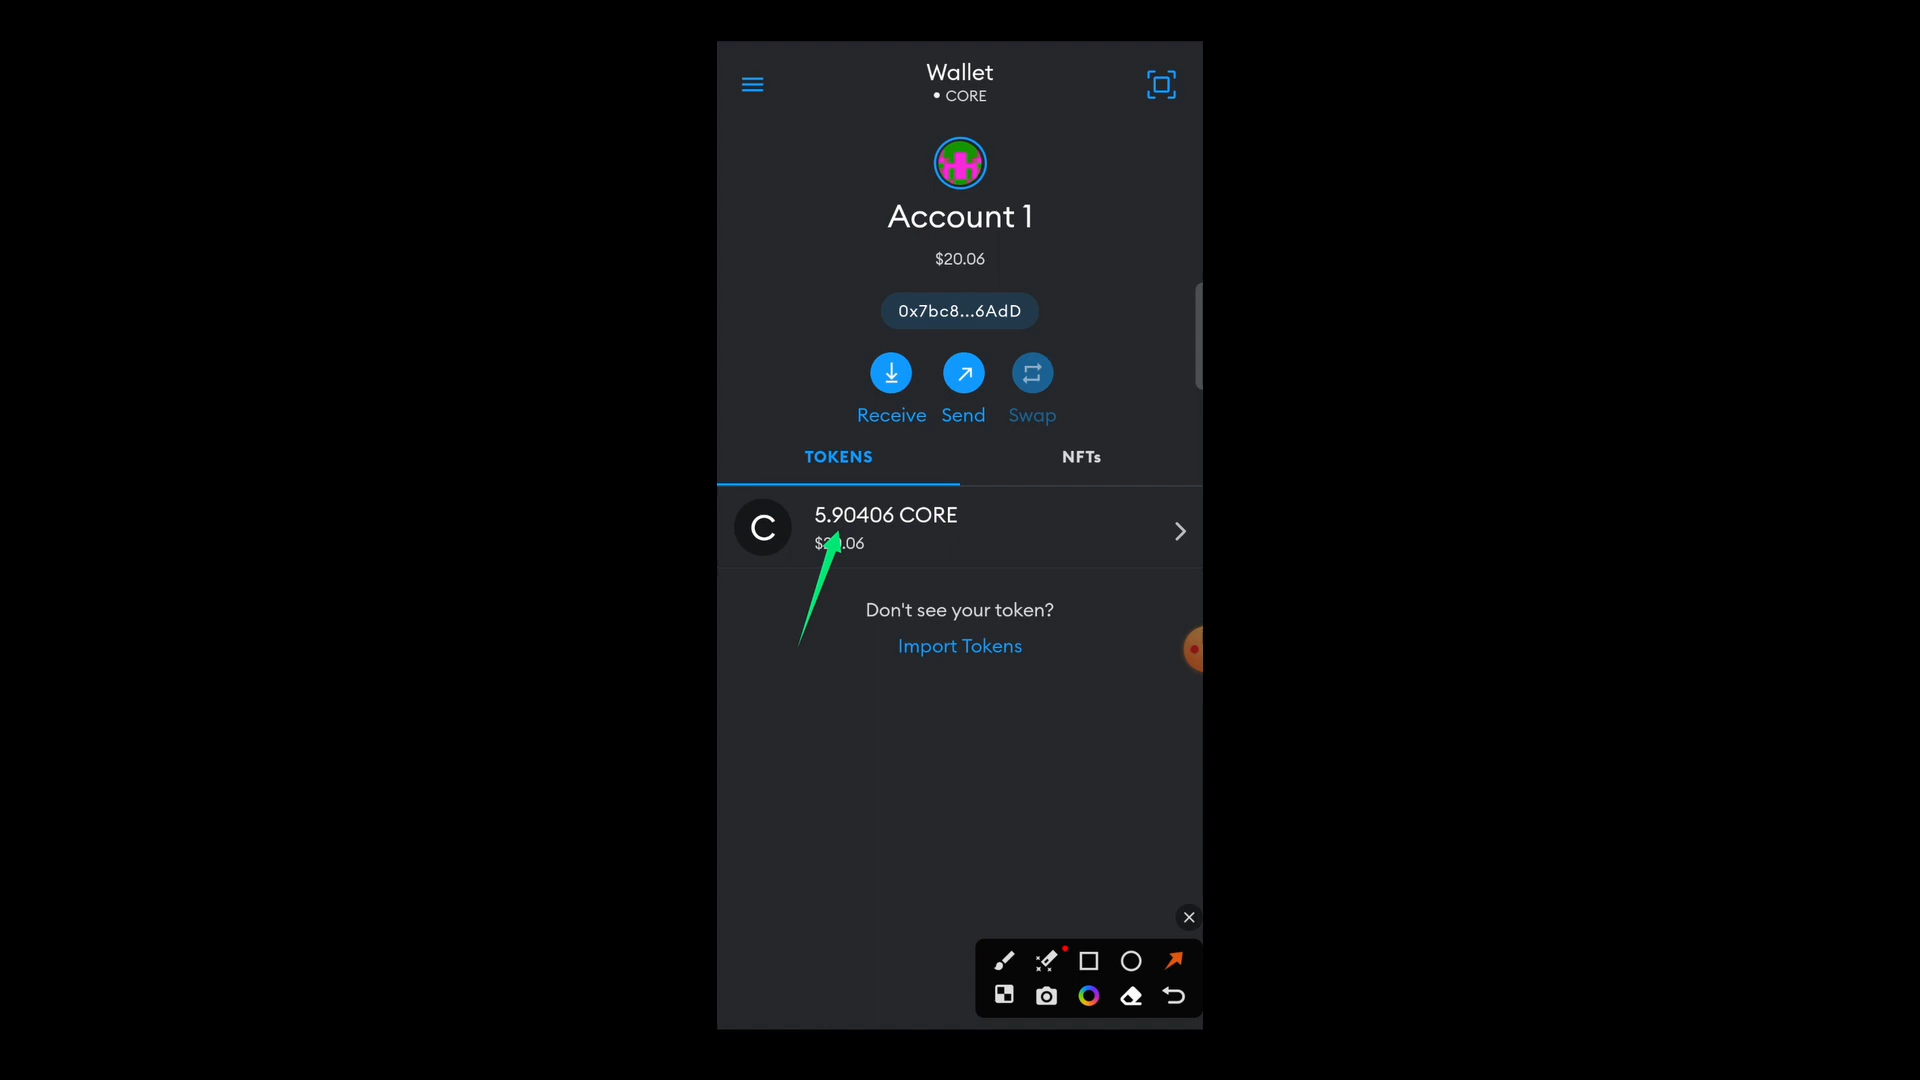 Wallet
• CORE
Account 1
$20.06
0x7bc8...6AdD
Receive Send Swap
TOKENS NFTs
C
5.90406 CORE
Don't see your token?
Import Tokens